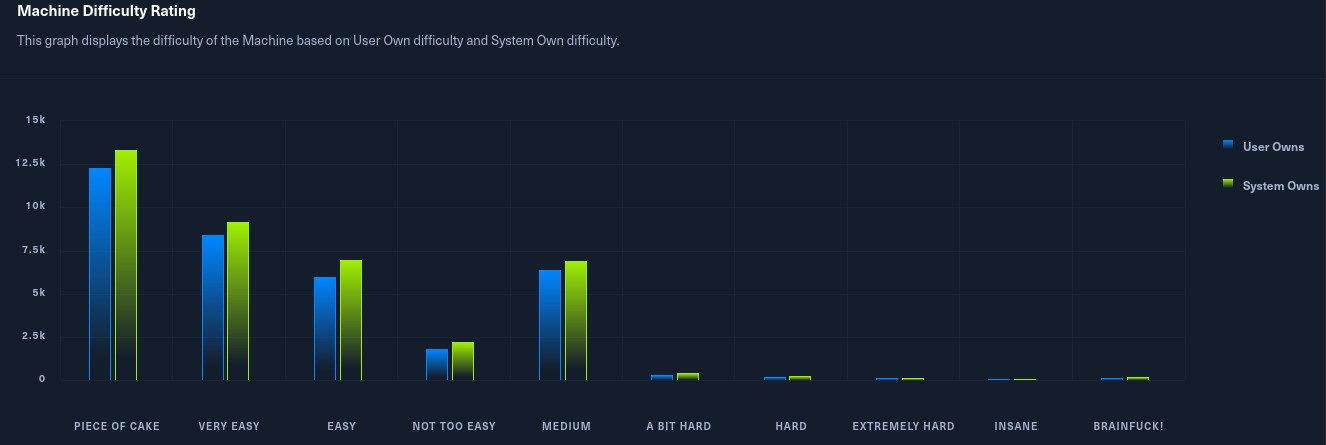 Machine Difficulty Rating
This graph displays the difficulty of the Machine based on User Own difficulty and System Own difficulty.
15k
12.5k
10k
7.5k
5k
2.5k
0
PIECE OF CAKE
VERY EASY
EASY
NOT TOO EASY
MEDIUM
A BIT HARD
HARD
EXTREMELY HARD
INSANE
BRAINFUCK!
User Owns
System Owns